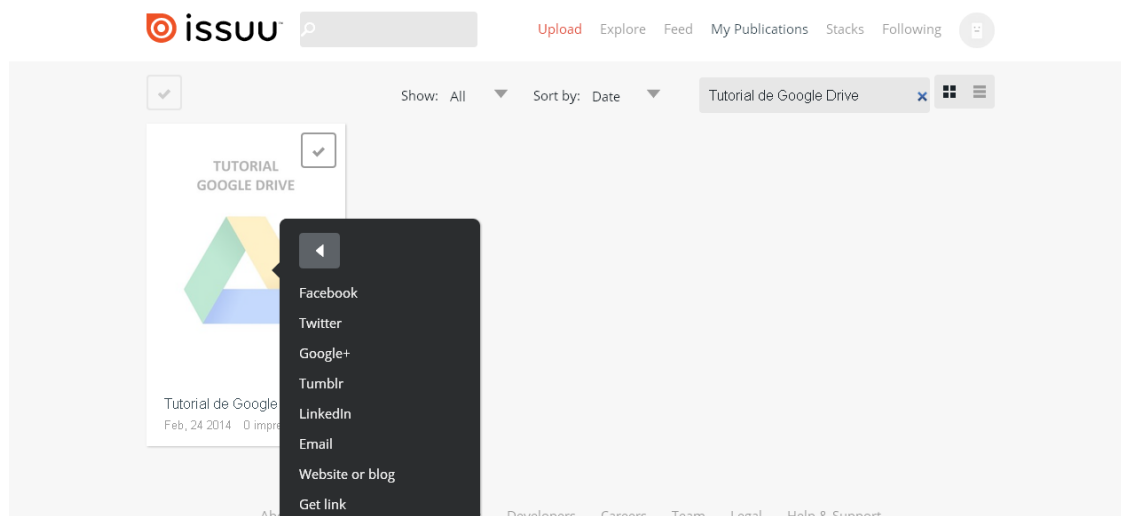 issuu
Upload Explore Feed My Publications Stacks Following
Show: All Sort by: Date Tutorial de Google Drive
TUTORIAL
GOOGLE DRIVE
Facebook
Twitter
Google+
Tumblr
LinkedIn
Tutorial de Google
Feb, 24 2014 0 impre
Email
Website or blog
Get link
Developers Careers Team Legal Help & Support